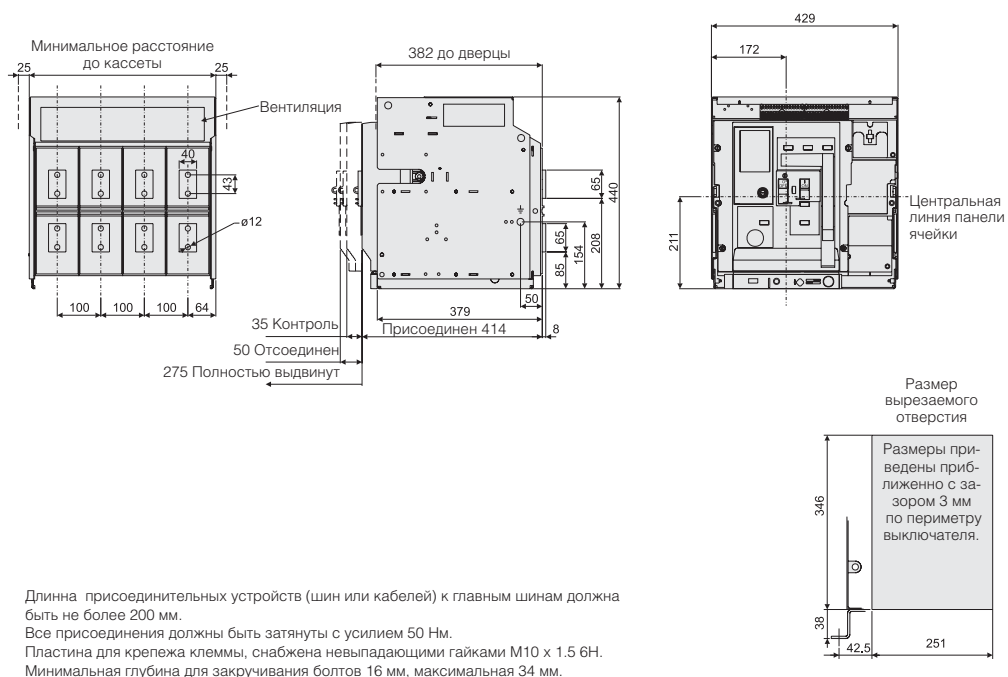 Минимальное расстояние
до кассеты
25
25
Вентиляция
40
43
ø12
100
100
100
64
382 до дверцы
440
65
208
65
154
85
50
379
35 Контроль
Присоединен 414
8
50 Отсоединен
275 Полностью выдвинут
429
172
211
Центральная
линия панели
ячейки
Размер
вырезаемого
отверстия
Размеры при-
ведены приб-
лиженно с за-
зором 3 мм
по периметру
выключателя.
346
38
42.5
251
Длинна присоединительных устройств (шин или кабелей) к главным шинам должна
быть не более 200 мм.
Все присоединения должны быть затянуты с усилием 50 Нм.
Пластина для крепежа клеммы, снабжена невыпадающими гайками М10 х 1.5 6Н.
Минимальная глубина для закручивания болтов 16 мм, максимальная 34 мм.